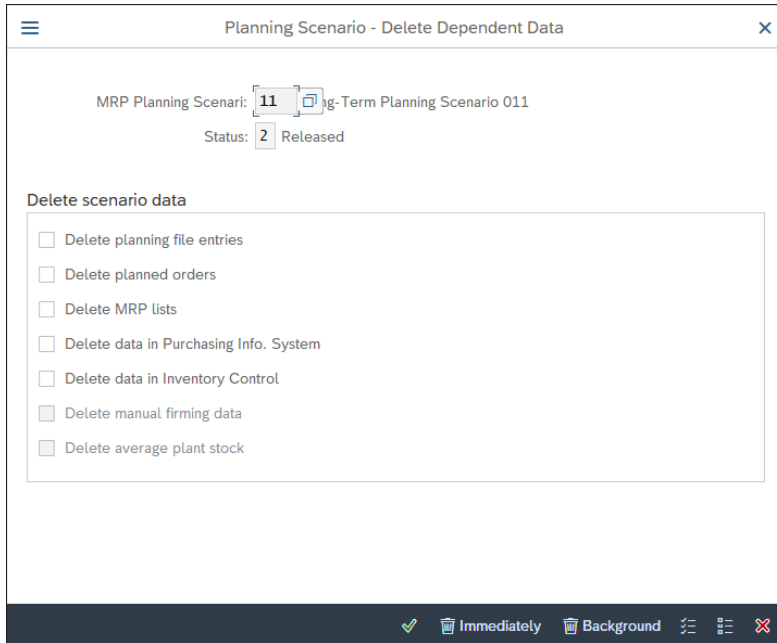 Planning Scenario - Delete Dependent Data
MRP Planning Scenari: 11 ng-Term Planning Scenario 011
Status: 2 Released
Delete scenario data
Delete planning file entries
Delete planned orders
Delete MRP lists
Delete data in Purchasing Info. System
Delete data in Inventory Control
Delete manual firming data
Delete average plant stock
Immediately Background